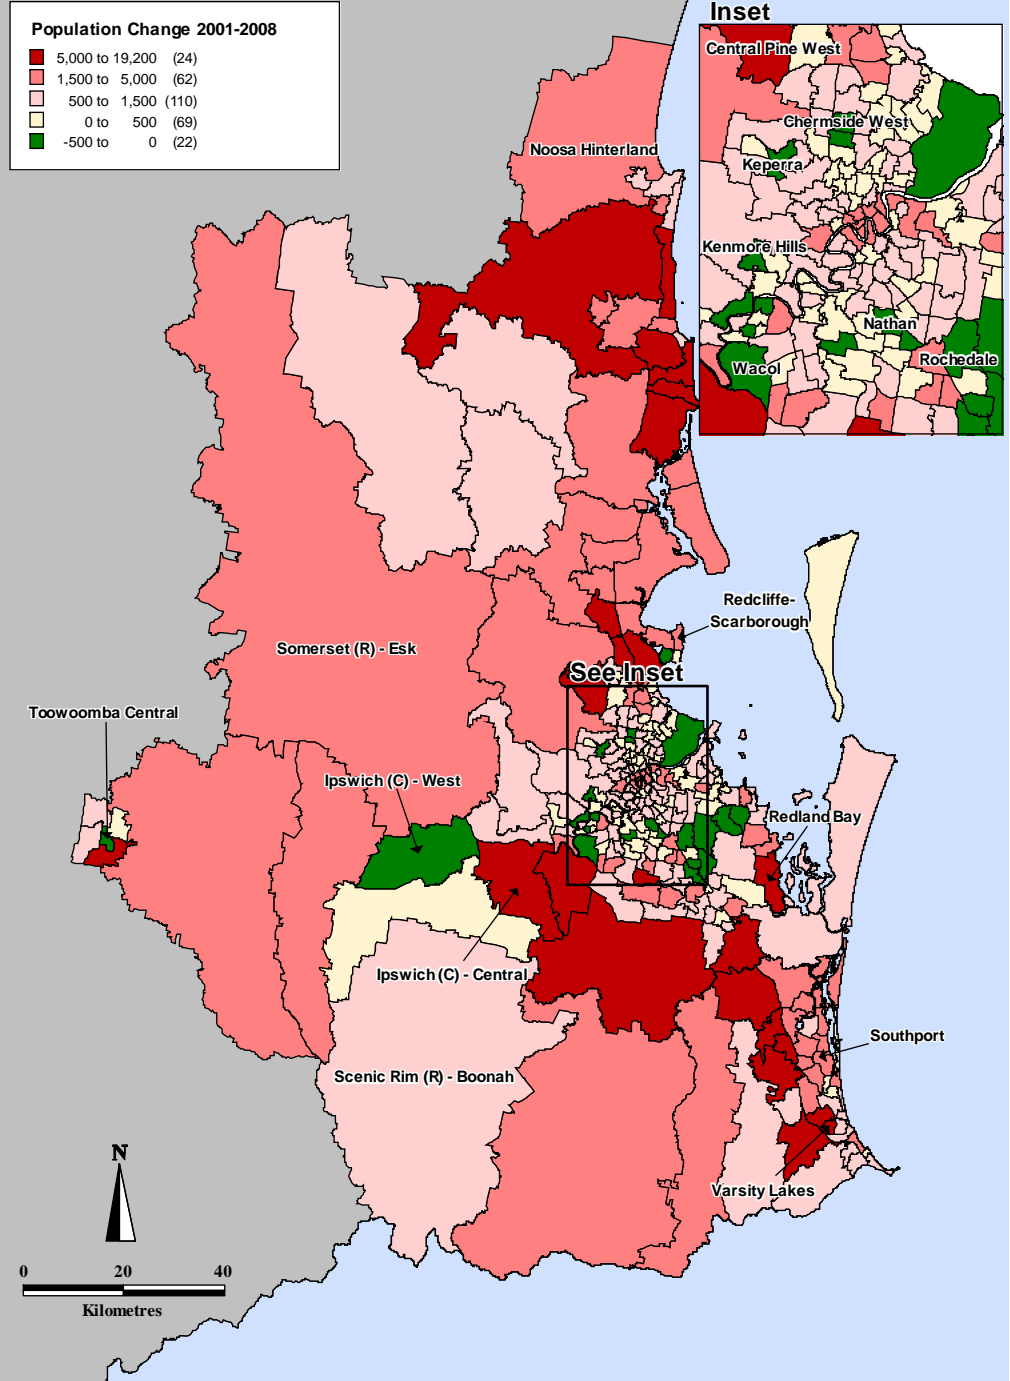 Inset
Population Change 2001-2008
5,000 to 19,200 (24)
1,500 to 5,000 (62)
500 to 1,500 (110)
0 to 500 (69)
-500 to 0 (22)
Central Pine West
Chermside West
Keperra
Kenmore Hills
Nathan
Rochedale
Wacol
Noosa Hinterland
Redcliffe-
Scarborough
Somerset (R) - Esk
See Inset
Toowoomba Central
Ipswich (C) - West
Redland Bay
Ipswich (C) - Central
Southport
Scenic Rim (R) - Boonah
Varsity Lakes
N
0 20 40
Kilometres